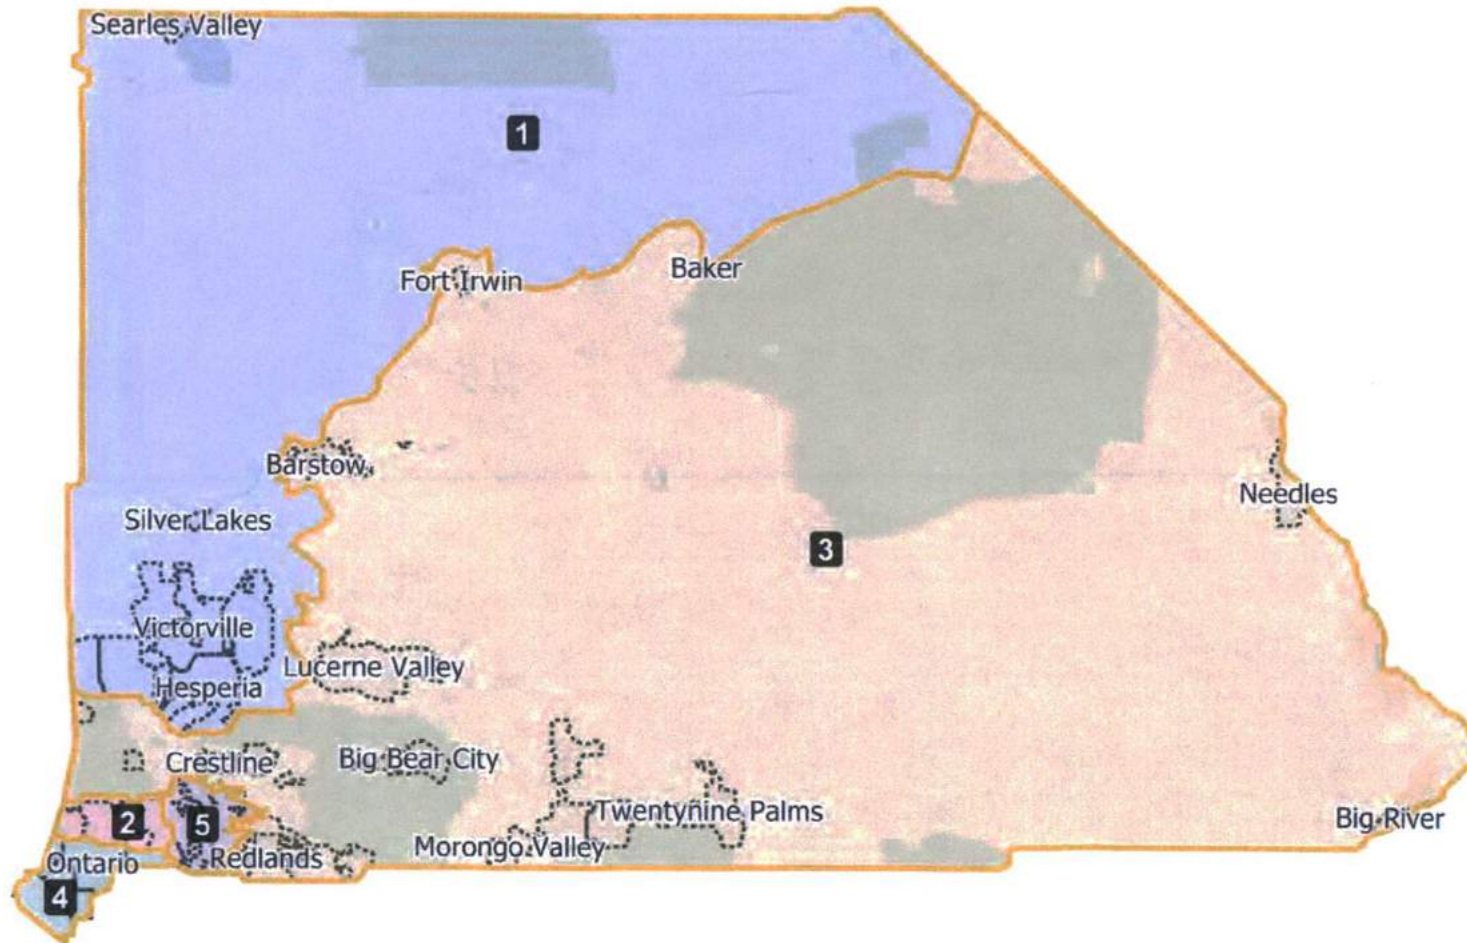 Searles Valley
1
Fort Irwin
Baker
Barstow
Needles
Silver Lakes
3
Victorville
Lucerne Valley
Hesperia
Crestline
Big Bear City
2
5
Twentynine Palms
Big River
Morongo Valley
Redlands
Ontario
4